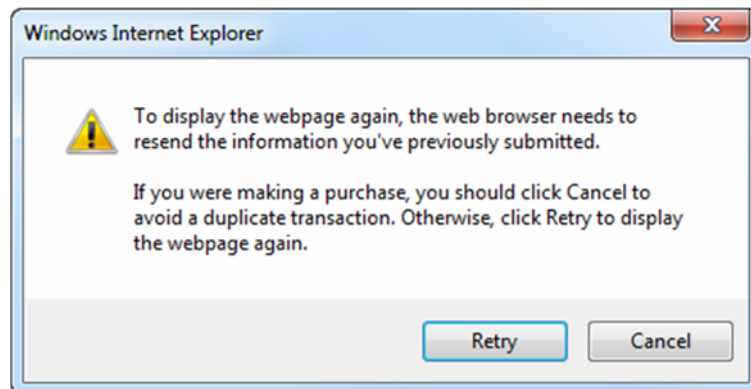 Windows Internet Explorer
To display the webpage again, the web browser needs to
resend the information you've previously submitted.
If you were making a purchase, you should click Cancel to
avoid a duplicate transaction. Otherwise, click Retry to display
the webpage again.
Retry
Cancel